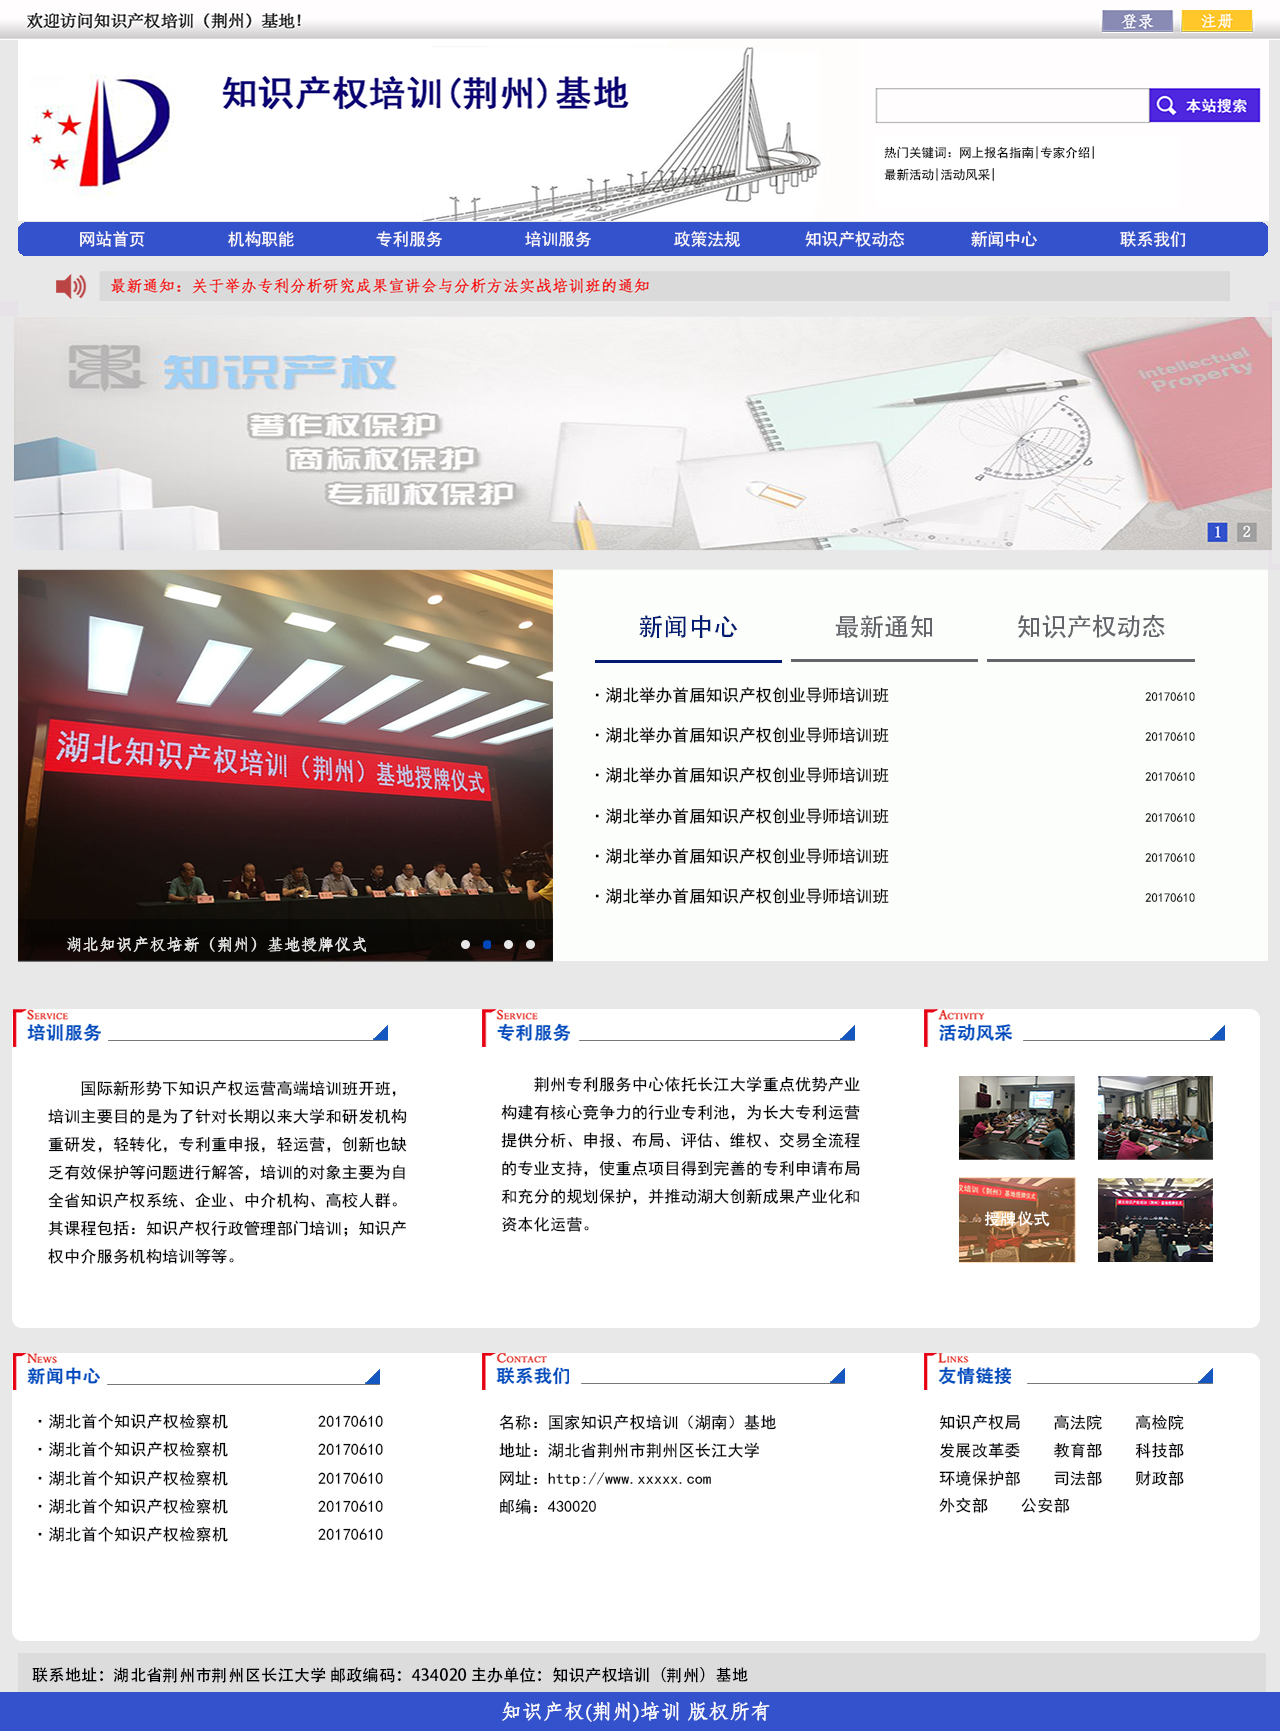 欢迎访问知识产权培训（荆州）基地！
登录
注册
知识产权培训(荆州)基地
本站搜索
热门关键词：网上报名指南|专家介绍|
最新活动|活动风采|
网站首页
机构职能
专利服务
培训服务
政策法规
知识产权动态
新闻中心
联系我们
最新通知：关于举办专利分析研究成果宣讲会与分析方法实战培训班的通知
知识产权
著作权保护
商标权保护
专利权保护
Intellectual
Property
1 2
湖北知识产权培训（荆州）基地授牌仪式
湖北知识产权培新（荆州）基地授牌仪式
新闻中心
最新通知
知识产权动态
· 湖北举办首届知识产权创业导师培训班 20170610
· 湖北举办首届知识产权创业导师培训班 20170610
· 湖北举办首届知识产权创业导师培训班 20170610
· 湖北举办首届知识产权创业导师培训班 20170610
· 湖北举办首届知识产权创业导师培训班 20170610
· 湖北举办首届知识产权创业导师培训班 20170610
SERVICE
培训服务
国际新形势下知识产权运营高端培训班开班，
培训主要目的是为了针对长期以来大学和研发机构
重研发，轻转化，专利重申报，轻运营，创新也缺
乏有效保护等问题进行解答，培训的对象主要为自
全省知识产权系统、企业、中介机构、高校人群。
其课程包括：知识产权行政管理部门培训；知识产
权中介服务机构培训等等。
SERVICE
专利服务
荆州专利服务中心依托长江大学重点优势产业
构建有核心竞争力的行业专利池，为长大专利运营
提供分析、申报、布局、评估、维权、交易全流程
的专业支持，使重点项目得到完善的专利申请布局
和充分的规划保护，并推动湖大创新成果产业化和
资本化运营。
ACTIVITY
活动风采
授牌仪式
NEWS
新闻中心
· 湖北首个知识产权检察机 20170610
· 湖北首个知识产权检察机 20170610
· 湖北首个知识产权检察机 20170610
· 湖北首个知识产权检察机 20170610
· 湖北首个知识产权检察机 20170610
CONTACT
联系我们
名称：国家知识产权培训（湖南）基地
地址：湖北省荆州市荆州区长江大学
网址：http://www.xxxxx.com
邮编：430020
LINKS
友情链接
知识产权局 高法院 高检院
发展改革委 教育部 科技部
环境保护部 司法部 财政部
外交部 公安部
联系地址：湖北省荆州市荆州区长江大学 邮政编码：434020 主办单位：知识产权培训（荆州）基地
知识产权(荆州)培训 版权所有